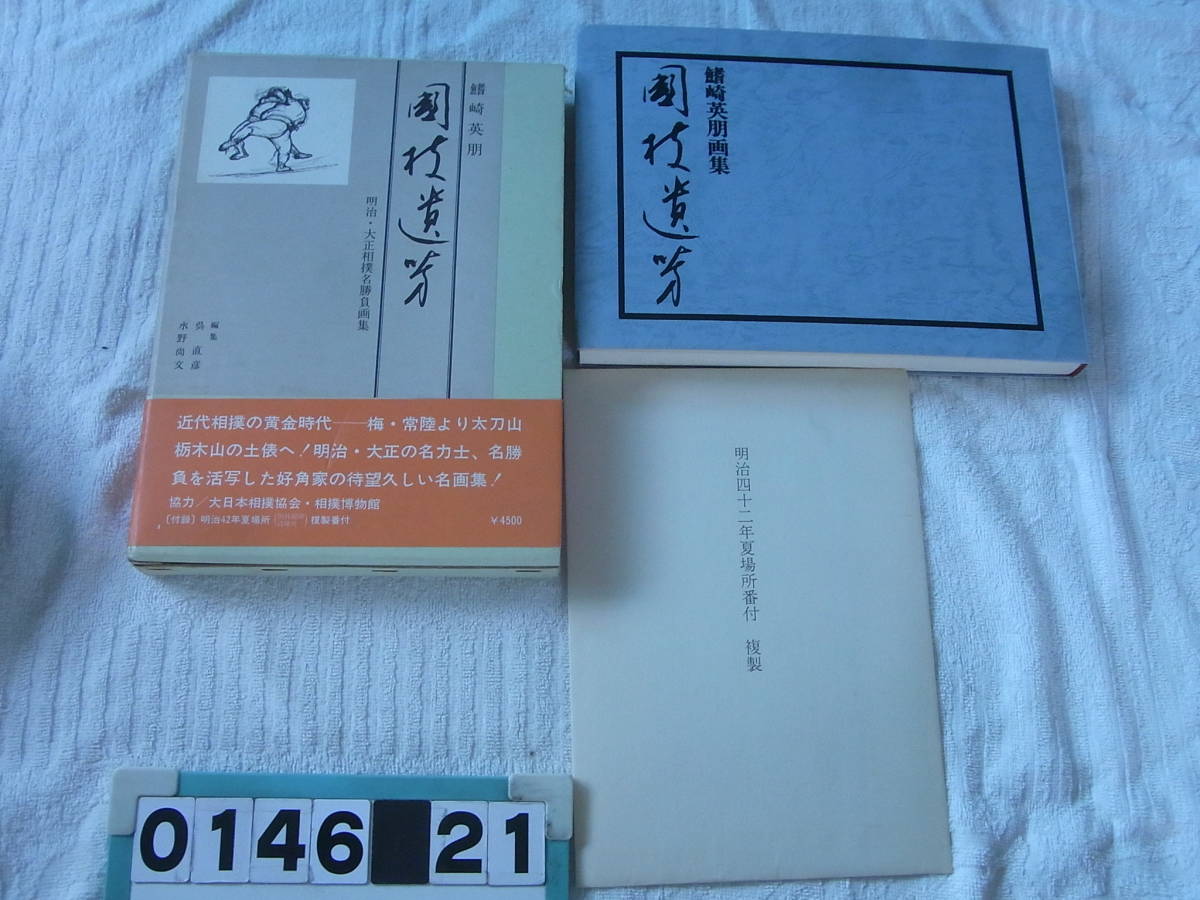 鰭崎英朋
國技遺芳
明治・大正相撲名勝負画集
編集
呉 直彦
水野尚文
近代相撲の黄金時代──梅・常陸より太刀山
栃木山の土俵へ！明治・大正の名力士、名勝
負を活写した好角家の待望久しい名画集！
協力／大日本相撲協会・相撲博物館
〔付録〕明治42年夏場所
複製番付
￥4500
鰭崎英朋画集
國技遺芳
明治四十二年夏場所番付 複製
0146 21